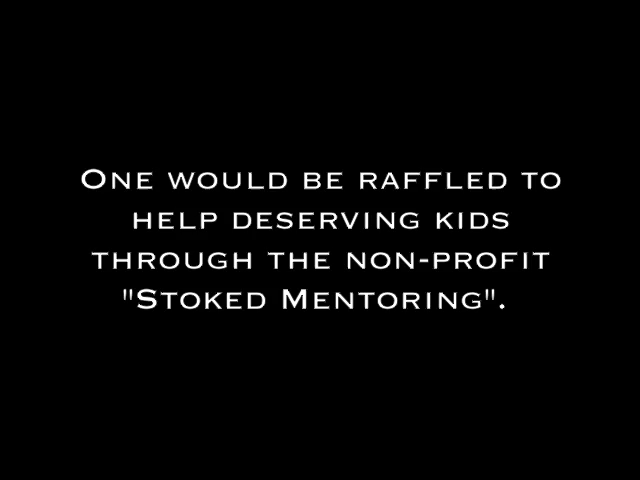 One would be raffled to
help deserving kids
through the non-profit
"Stoked Mentoring".